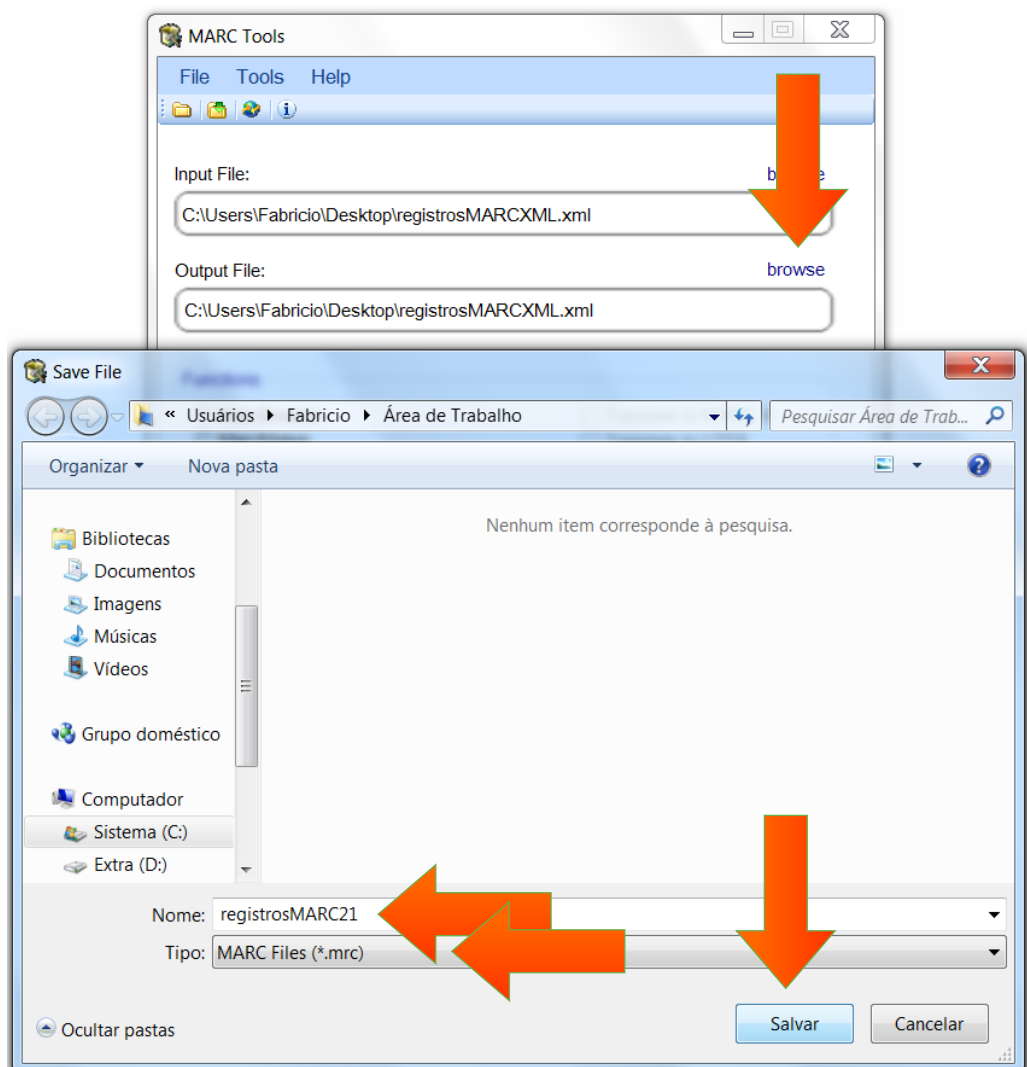 MARC Tools
File Tools Help
Input File:
C:\Users\Fabricio\Desktop\registrosMARCXML.xml
Output File: browse
C:\Users\Fabricio\Desktop\registrosMARCXML.xml
Save File
« Usuários Fabricio Área de Trabalho Pesquisar Área de Trab...
Organizar Nova pasta
Nenhum item corresponde à pesquisa.
Bibliotecas
Documentos
Imagens
Músicas
Vídeos
Grupo doméstico
Computador
Sistema (C:)
Extra (D:)
Nome: registrosMARC21
Tipo: MARC Files (*.mrc)
Ocultar pastas Salvar Cancelar